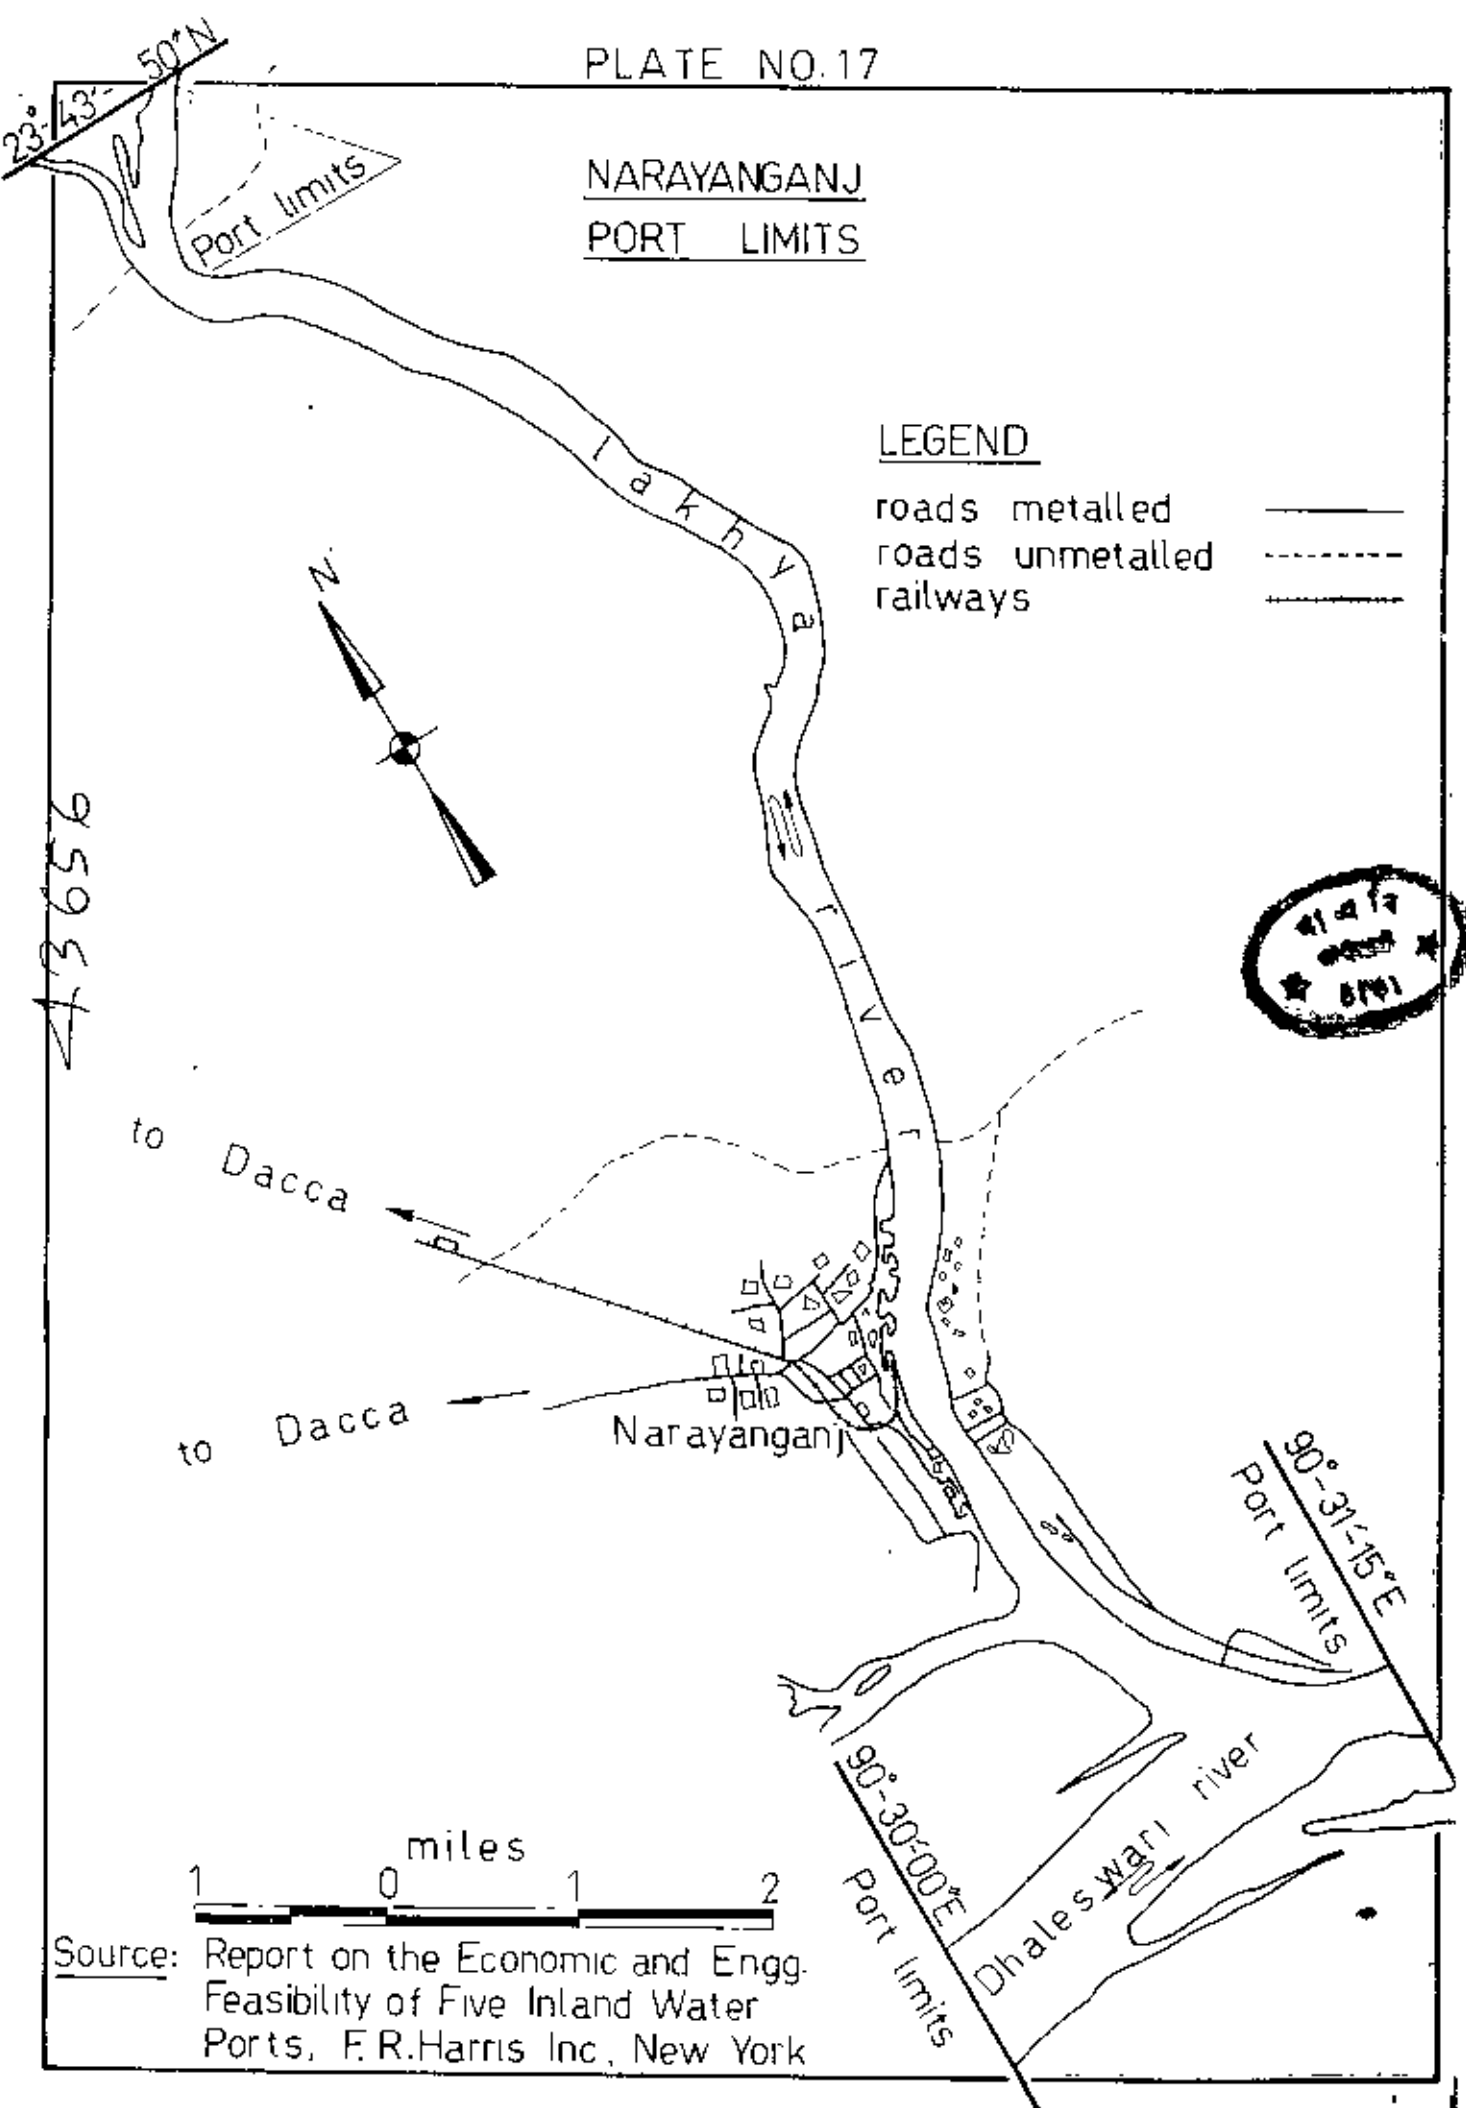 PLATE NO. 17
23°-43'-50"N
Port limits
NARAYANGANJ
PORT LIMITS
LEGEND
roads metalled
roads unmetalled
railways
N
lakhya river
43656
to Dacca
to Dacca
Narayanganj
90°-31'-15"E
Port limits
90°-30'-00"E
Port limits
Dhaleswari river
miles
1 0 1 2
Source: Report on the Economic and Engg.
Feasibility of Five Inland Water
Ports, F.R.Harris Inc, New York